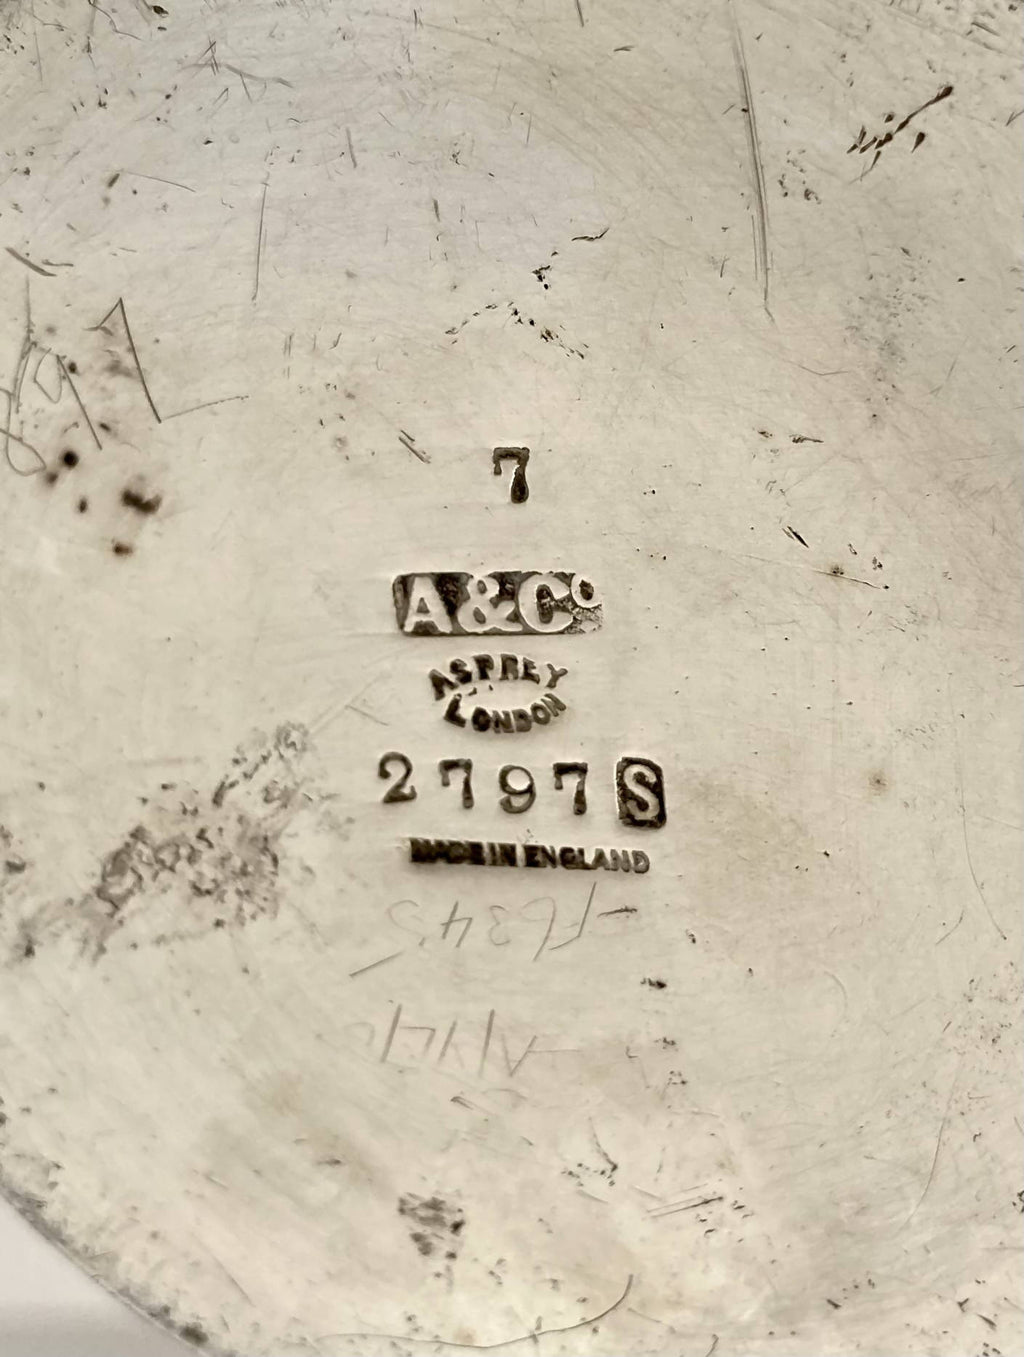 7
A&Co
ASPREY
LONDON
2797 S
MADE IN ENGLAND